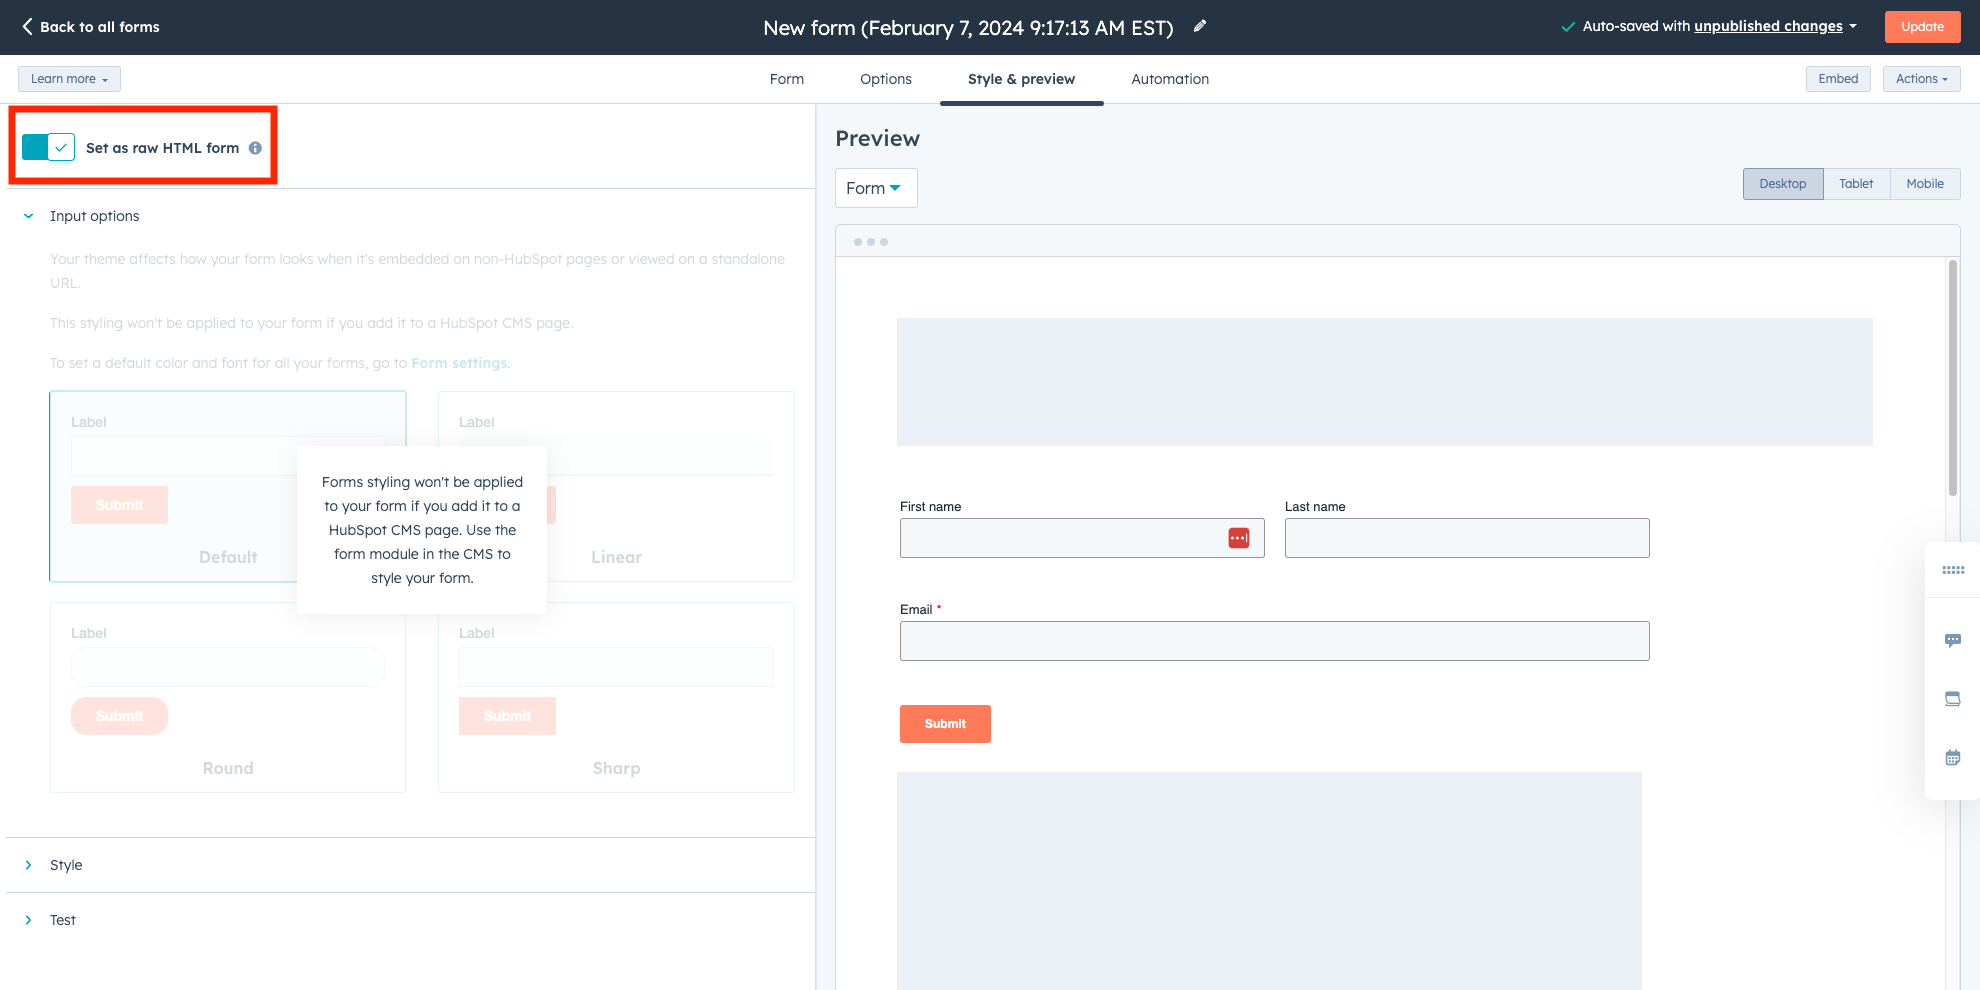 Back to all forms
New form (February 7, 2024 9:17:13 AM EST)
Auto-saved with unpublished changes
Update
Learn more
Form
Options
Style & preview
Automation
Embed
Actions
Set as raw HTML form
Input options
Your theme affects how your form looks when it's embedded on non-HubSpot pages or viewed on a standalone
URL.
This styling won't be applied to your form if you add it to a HubSpot CMS page.
To set a default color and font for all your forms, go to Form settings.
Label
Submit
Default
Label
Linear
Forms styling won't be applied
to your form if you add it to a
HubSpot CMS page. Use the
form module in the CMS to
style your form.
Label
Submit
Round
Label
Submit
Sharp
Style
Test
Preview
Form
Desktop
Tablet
Mobile
First name
Last name
Email *
Submit